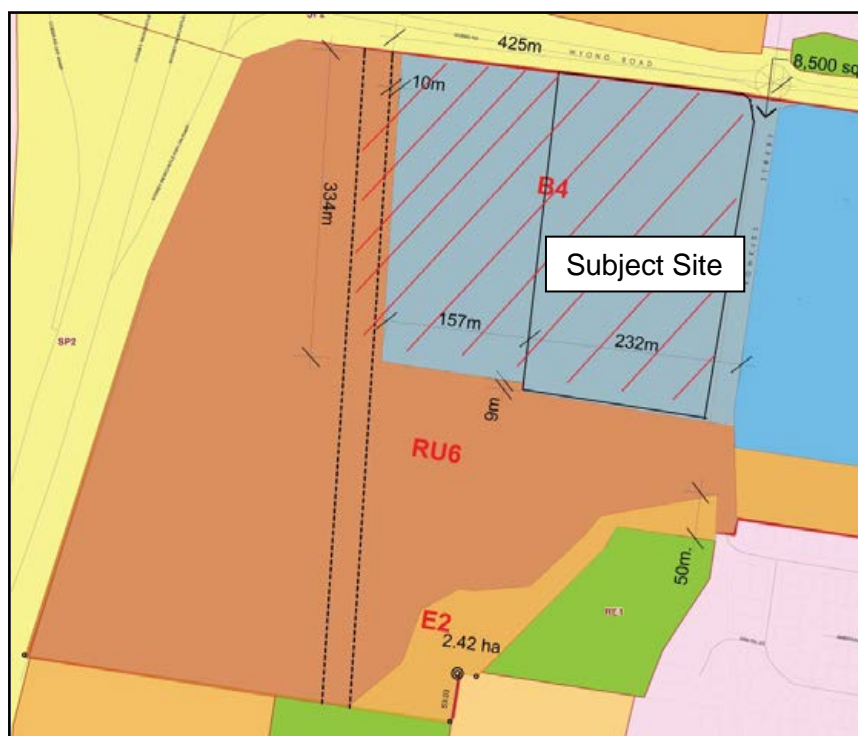 SP2
425m
WYONG ROAD
8,500 sq
10m
334m
B4
Subject Site
157m
232m
SP2
9m
RU6
50m.
E2
RE1
2.42 ha